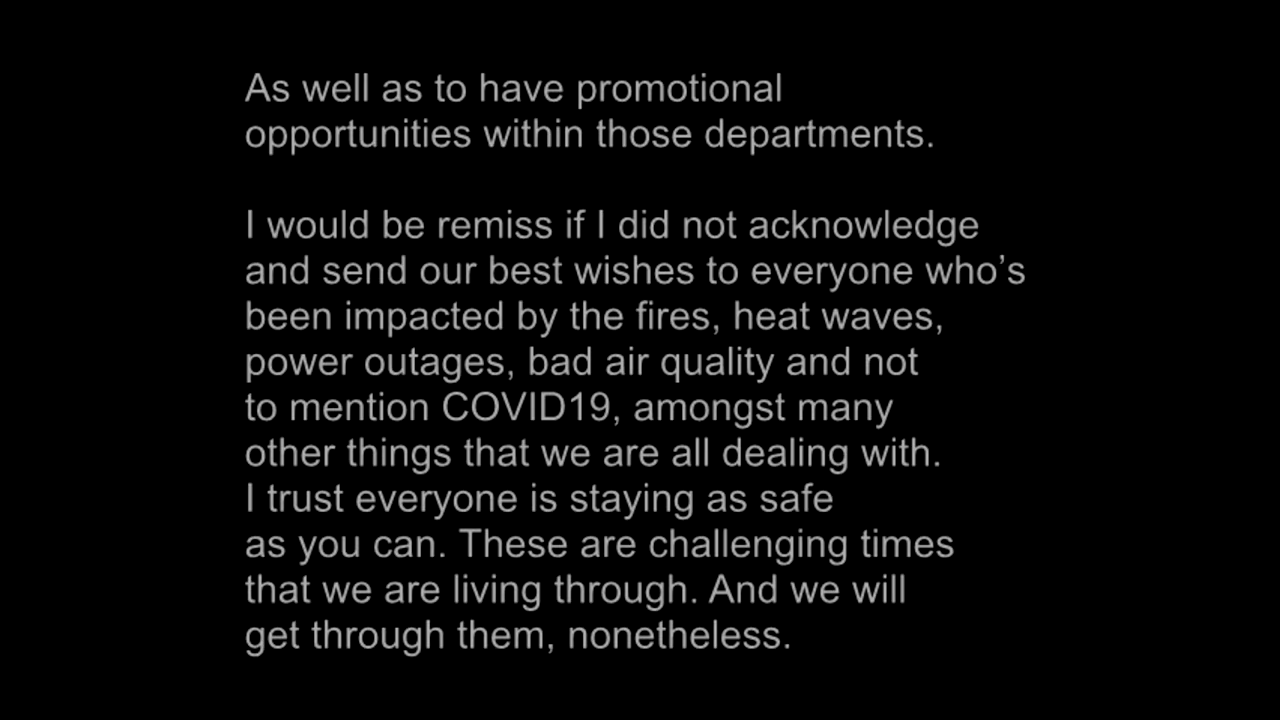 As well as to have promotional
opportunities within those departments.
I would be remiss if I did not acknowledge
and send our best wishes to everyone who’s
been impacted by the fires, heat waves,
power outages, bad air quality and not
to mention COVID19, amongst many
other things that we are all dealing with.
I trust everyone is staying as safe
as you can. These are challenging times
that we are living through. And we will
get through them, nonetheless.